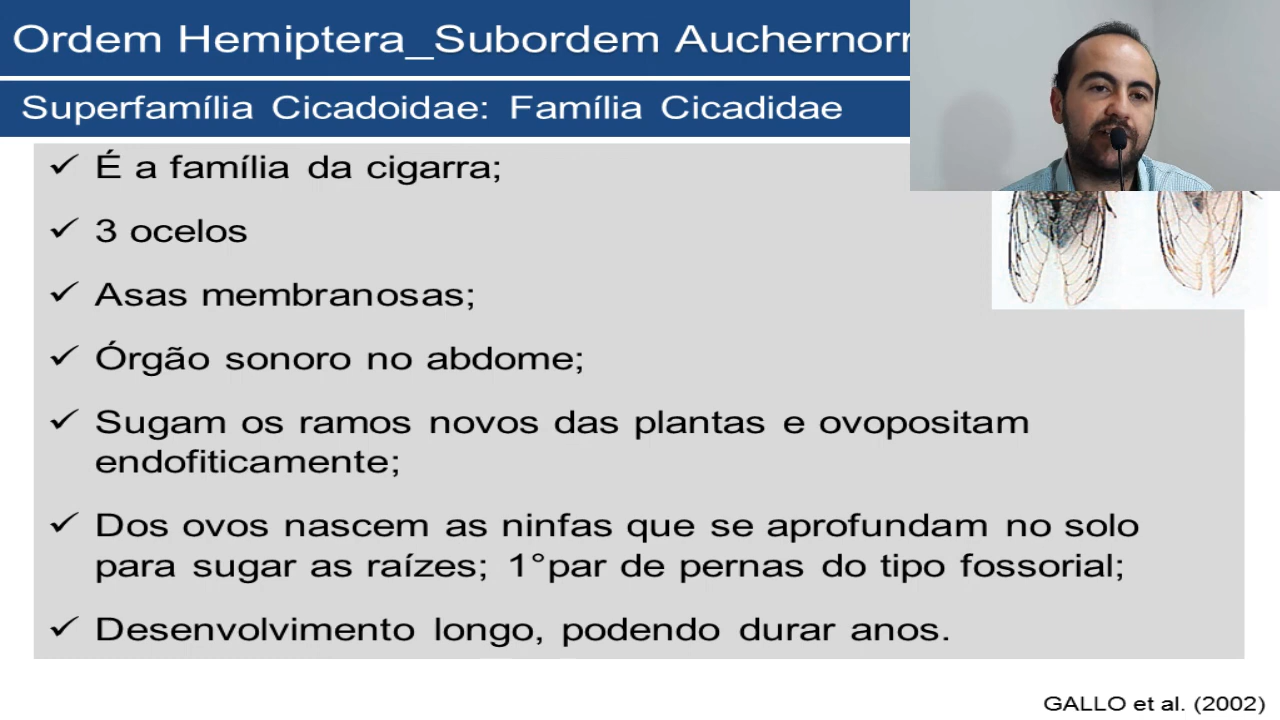 Ordem Hemiptera_Subordem Auchernorr
Superfamília Cicadoidae: Família Cicadidae
É a família da cigarra;
3 ocelos
Asas membranosas;
Órgão sonoro no abdome;
Sugam os ramos novos das plantas e ovopositam
endofiticamente;
Dos ovos nascem as ninfas que se aprofundam no solo
para sugar as raízes; 1°par de pernas do tipo fossorial;
Desenvolvimento longo, podendo durar anos.
GALLO et al. (2002)